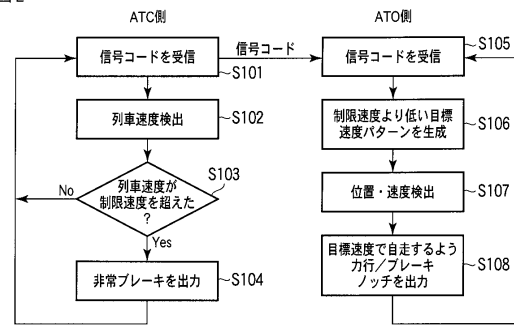 ATC側
ATO側
信号コードを受信
S101
信号コード
信号コードを受信
S105
列車速度検出
S102
制限速度より低い目標
速度パターンを生成
S106
列車速度が
制限速度を超えた
?
S103
No
Yes
位置・速度検出
S107
非常ブレーキを出力
S104
目標速度で自走するよう
力行/ブレーキ
ノッチを出力
S108